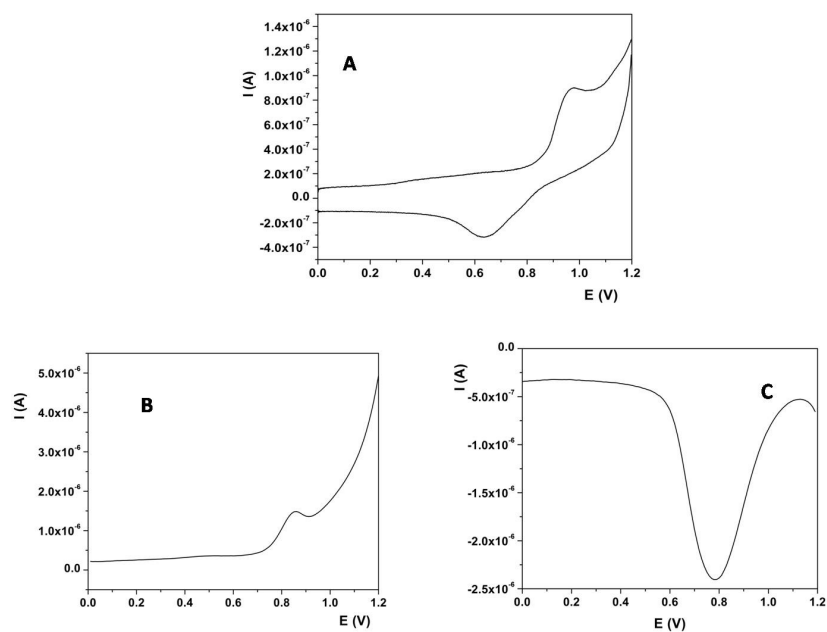 A
I (A)
1.4x10⁻⁶
1.2x10⁻⁶
1.0x10⁻⁶
8.0x10⁻⁷
6.0x10⁻⁷
4.0x10⁻⁷
2.0x10⁻⁷
0.0
-2.0x10⁻⁷
-4.0x10⁻⁷
0.0 0.2 0.4 0.6 0.8 1.0 1.2
E (V)
B
I (A)
5.0x10⁻⁶
4.0x10⁻⁶
3.0x10⁻⁶
2.0x10⁻⁶
1.0x10⁻⁶
0.0
0.0 0.2 0.4 0.6 0.8 1.0 1.2
E (V)
C
I (A)
0.0
-5.0x10⁻⁷
-1.0x10⁻⁶
-1.5x10⁻⁶
-2.0x10⁻⁶
-2.5x10⁻⁶
0.0 0.2 0.4 0.6 0.8 1.0 1.2
E (V)